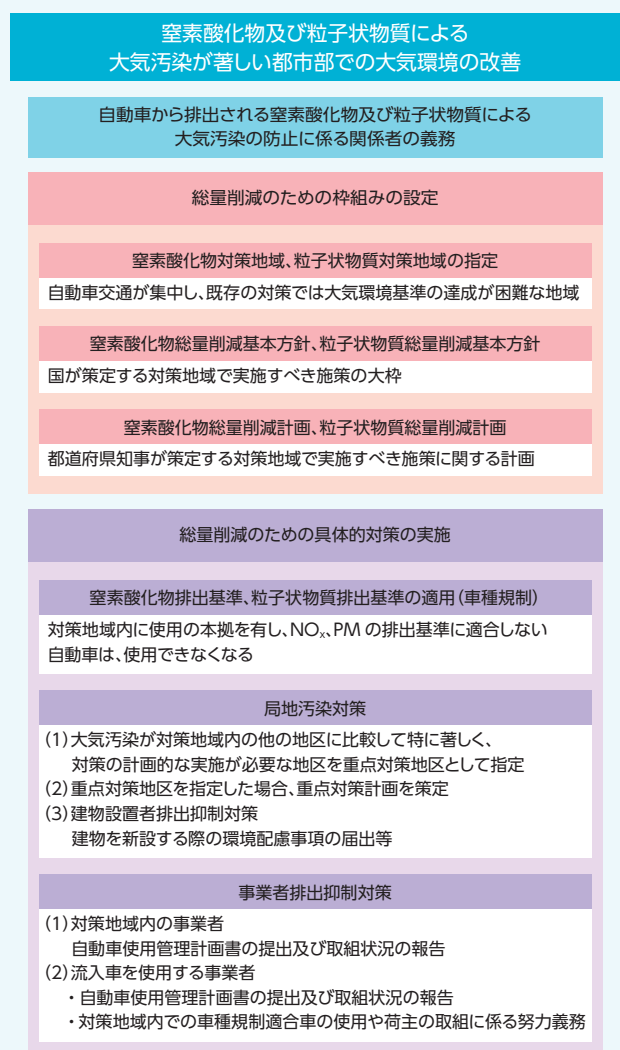 窒素酸化物及び粒子状物質による
大気汚染が著しい都市部での大気環境の改善
自動車から排出される窒素酸化物及び粒子状物質による
大気汚染の防止に係る関係者の義務
総量削減のための枠組みの設定
窒素酸化物対策地域、粒子状物質対策地域の指定
自動車交通が集中し、既存の対策では大気環境基準の達成が困難な地域
窒素酸化物総量削減基本方針、粒子状物質総量削減基本方針
国が策定する対策地域で実施すべき施策の大枠
窒素酸化物総量削減計画、粒子状物質総量削減計画
都道府県知事が策定する対策地域で実施すべき施策に関する計画
総量削減のための具体的対策の実施
窒素酸化物排出基準、粒子状物質排出基準の適用(車種規制)
対策地域内に使用の本拠を有し、NOx、PM の排出基準に適合しない
自動車は、使用できなくなる
局地汚染対策
(1)大気汚染が対策地域内の他の地区に比較して特に著しく、
対策の計画的な実施が必要な地区を重点対策地区として指定
(2)重点対策地区を指定した場合、重点対策計画を策定
(3)建物設置者排出抑制対策
建物を新設する際の環境配慮事項の届出等
事業者排出抑制対策
(1)対策地域内の事業者
自動車使用管理計画書の提出及び取組状況の報告
(2)流入車を使用する事業者
・自動車使用管理計画書の提出及び取組状況の報告
・対策地域内での車種規制適合車の使用や荷主の取組に係る努力義務